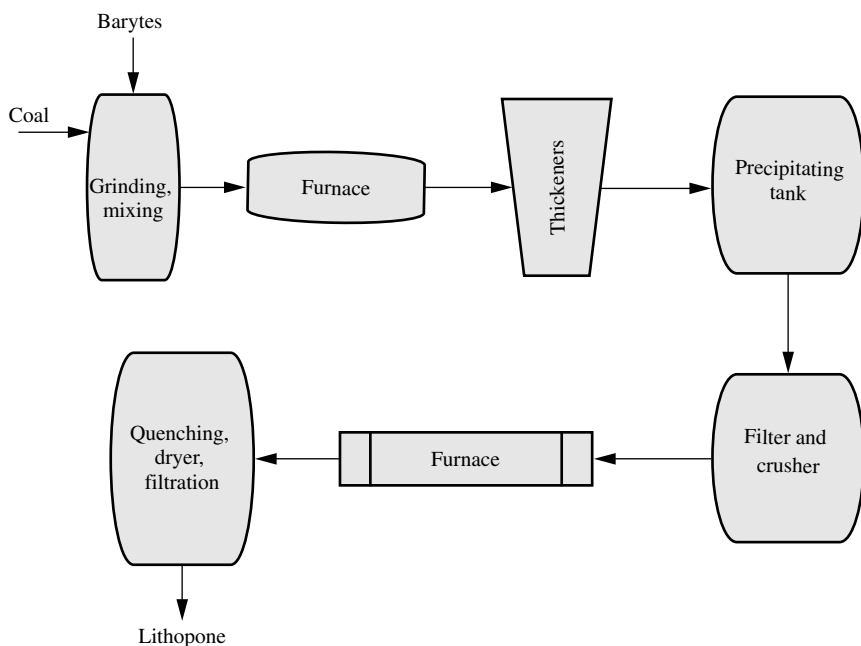 Barytes
Coal
Grinding,
mixing
Furnace
Thickeners
Precipitating
tank
Filter and
crusher
Furnace
Quenching,
dryer,
filtration
Lithopone